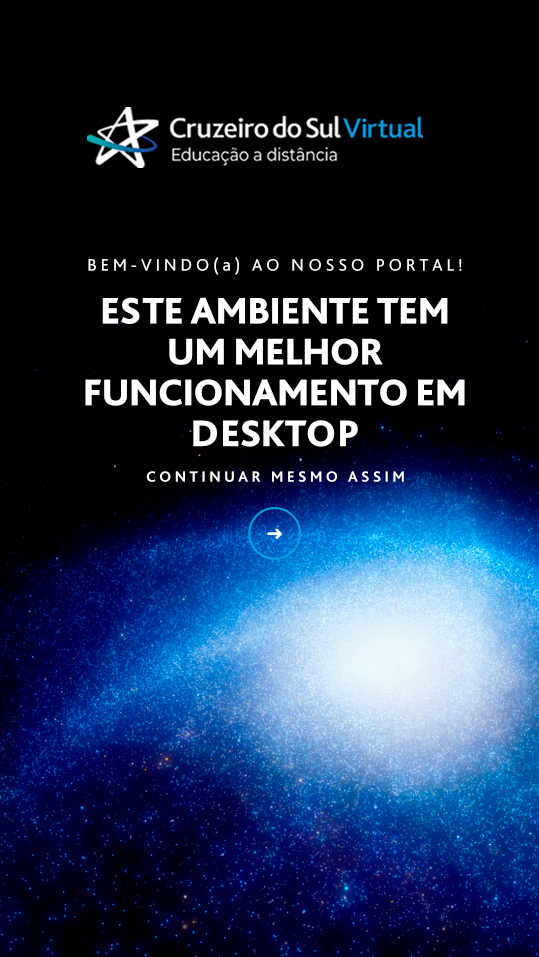 Cruzeiro do Sul Virtual
Educação a distância
BEM-VINDO(a) AO NOSSO PORTAL!
ESTE AMBIENTE TEM
UM MELHOR
FUNCIONAMENTO EM
DESKTOP
CONTINUAR MESMO ASSIM